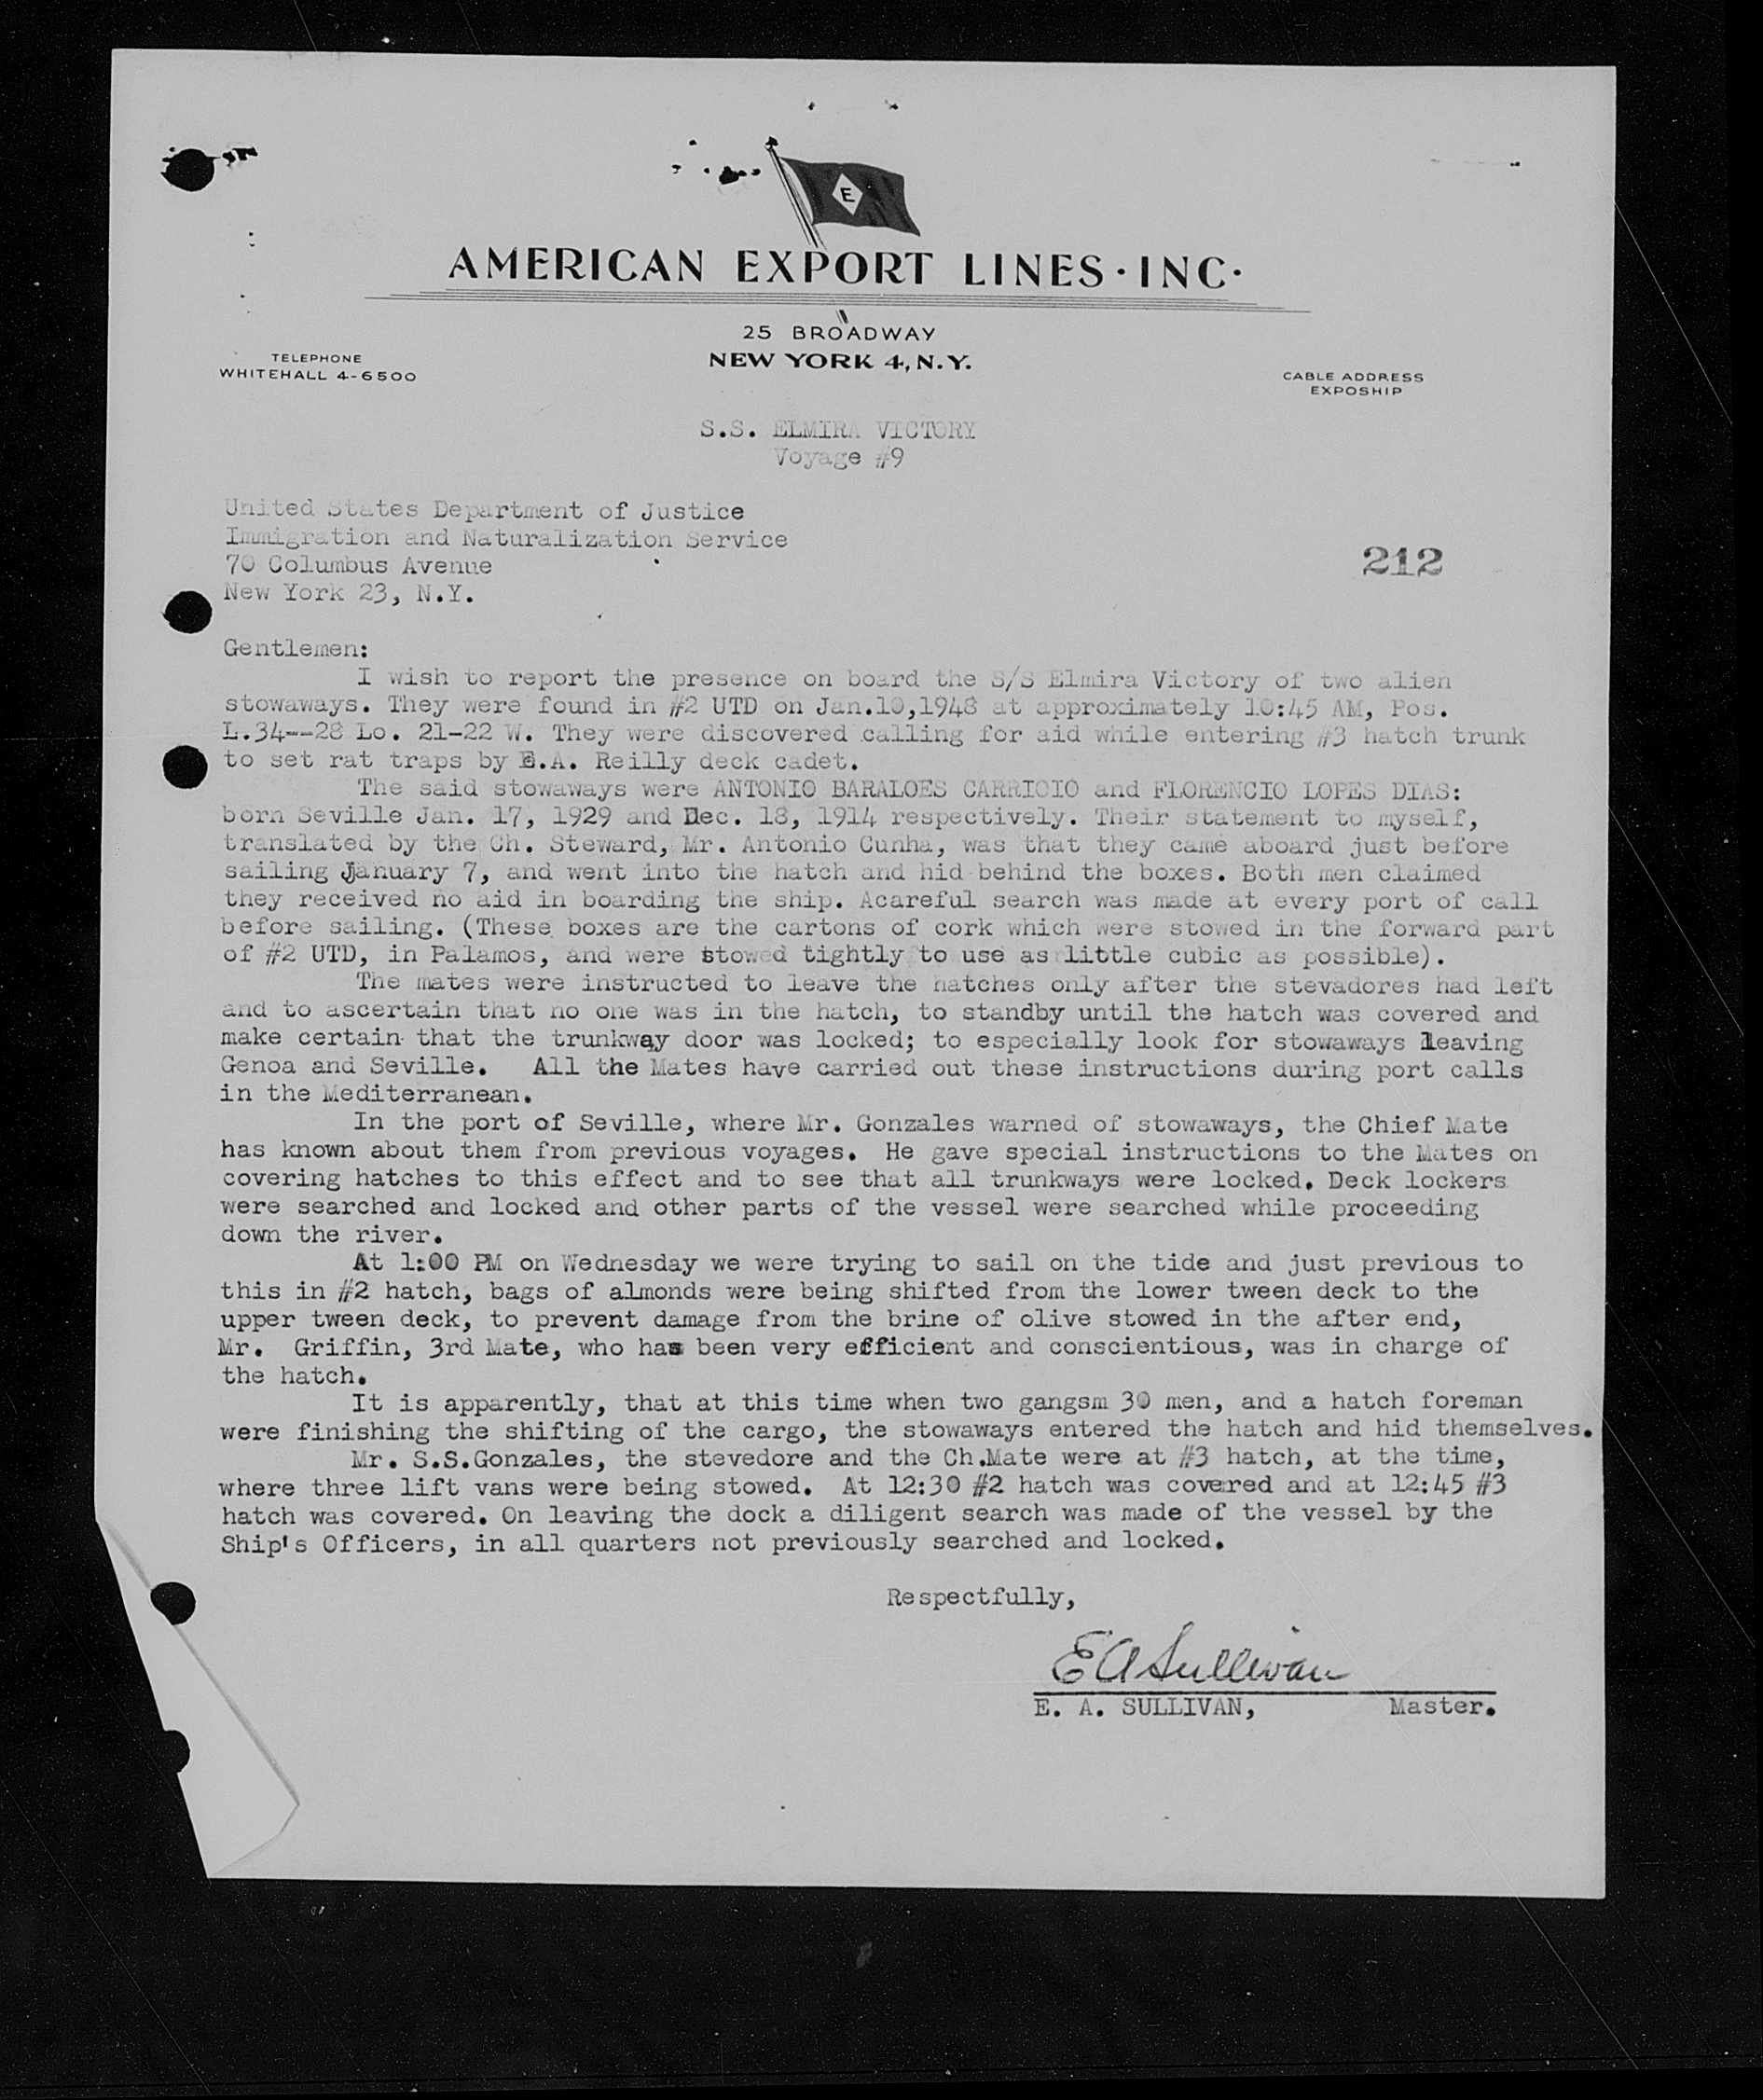 E
AMERICAN EXPORT LINES·INC·
25 BROADWAY
NEW YORK 4, N.Y.
TELEPHONE
WHITEHALL 4-6500
CABLE ADDRESS
EXPOSHIP
S.S. ELMIRA VICTORY
Voyage #9
United States Department of Justice
Immigration and Naturalization Service
70 Columbus Avenue
New York 23, N.Y.
212
Gentlemen:
I wish to report the presence on board the S/S Elmira Victory of two alien
stowaways. They were found in #2 UTD on Jan.10,1948 at approximately 10:45 AM, Pos.
L.34--28 Lo. 21-22 W. They were discovered calling for aid while entering #3 hatch trunk
to set rat traps by E.A. Reilly deck cadet.
The said stowaways were ANTONIO BARALOES CARRICIO and FLORENCIO LOPES DIAS:
born Seville Jan. 17, 1929 and Dec. 18, 1914 respectively. Their statement to myself,
translated by the Ch. Steward, Mr. Antonio Cunha, was that they came aboard just before
sailing January 7, and went into the hatch and hid behind the boxes. Both men claimed
they received no aid in boarding the ship. Acareful search was made at every port of call
before sailing. (These boxes are the cartons of cork which were stowed in the forward part
of #2 UTD, in Palamos, and were stowed tightly to use as little cubic as possible).
The mates were instructed to leave the hatches only after the stevadores had left
and to ascertain that no one was in the hatch, to standby until the hatch was covered and
make certain that the trunkway door was locked; to especially look for stowaways leaving
Genoa and Seville. All the Mates have carried out these instructions during port calls
in the Mediterranean.
In the port of Seville, where Mr. Gonzales warned of stowaways, the Chief Mate
has known about them from previous voyages. He gave special instructions to the Mates on
covering hatches to this effect and to see that all trunkways were locked. Deck lockers
were searched and locked and other parts of the vessel were searched while proceeding
down the river.
At 1:00 PM on Wednesday we were trying to sail on the tide and just previous to
this in #2 hatch, bags of almonds were being shifted from the lower tween deck to the
upper tween deck, to prevent damage from the brine of olive stowed in the after end,
Mr. Griffin, 3rd Mate, who has been very efficient and conscientious, was in charge of
the hatch.
It is apparently, that at this time when two gangsm 30 men, and a hatch foreman
were finishing the shifting of the cargo, the stowaways entered the hatch and hid themselves.
Mr. S.S.Gonzales, the stevedore and the Ch.Mate were at #3 hatch, at the time,
where three lift vans were being stowed. At 12:30 #2 hatch was covered and at 12:45 #3
hatch was covered. On leaving the dock a diligent search was made of the vessel by the
Ship's Officers, in all quarters not previously searched and locked.
Respectfully,
E A Sullivan
E. A. SULLIVAN, Master.